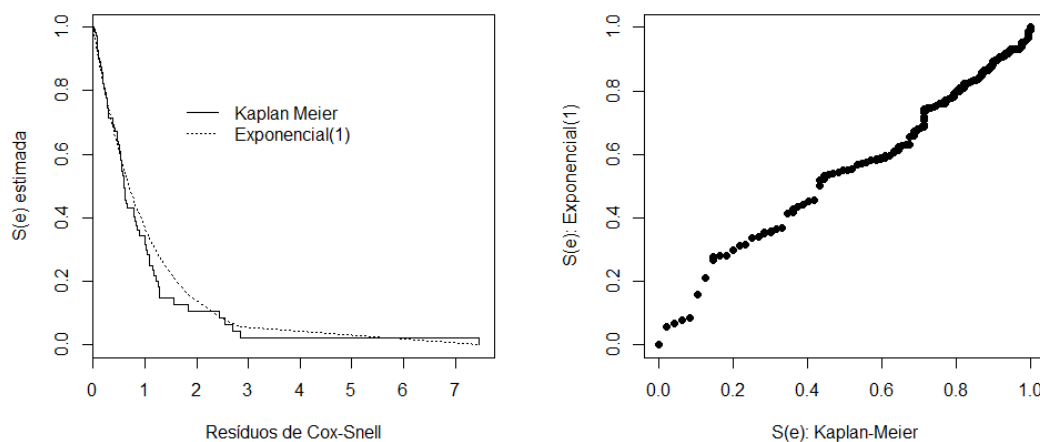 S(e) estimada
1.0
0.8
0.6
0.4
0.2
0.0
Kaplan Meier
Exponencial(1)
0 1 2 3 4 5 6 7
Resíduos de Cox-Snell
S(e): Exponencial(1)
1.0
0.8
0.6
0.4
0.2
0.0
0.0 0.2 0.4 0.6 0.8 1.0
S(e): Kaplan-Meier